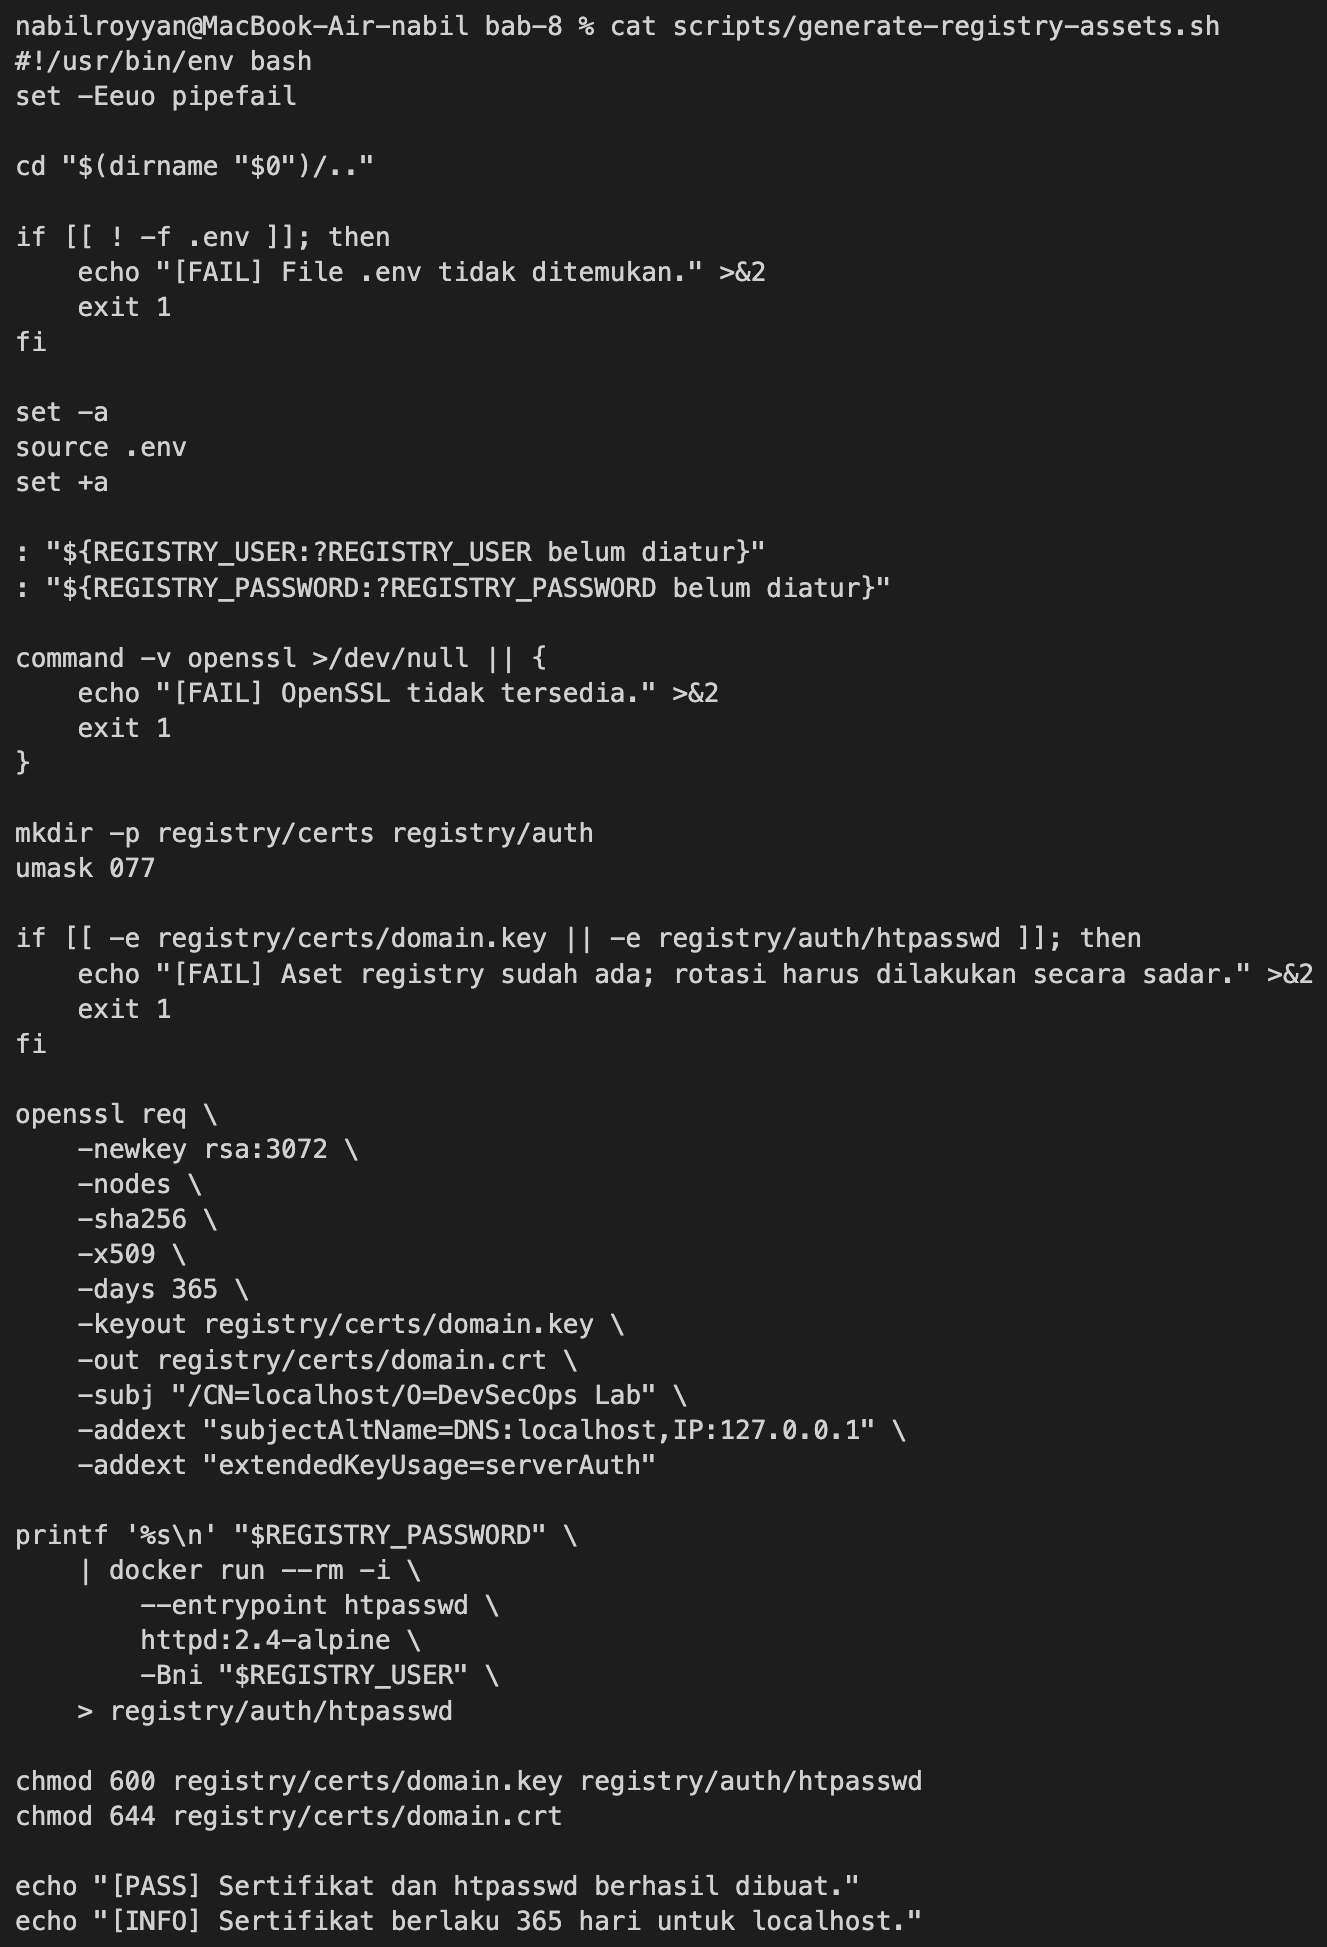 nabilroyyan@MacBook-Air-nabil bab-8 % cat scripts/generate-registry-assets.sh
#!/usr/bin/env bash
set -Eeuo pipefail

cd "$(dirname "$0")/.."

if [[ ! -f .env ]]; then
    echo "[FAIL] File .env tidak ditemukan." >&2
    exit 1
fi

set -a
source .env
set +a

: "${REGISTRY_USER:?REGISTRY_USER belum diatur}"
: "${REGISTRY_PASSWORD:?REGISTRY_PASSWORD belum diatur}"

command -v openssl >/dev/null || {
    echo "[FAIL] OpenSSL tidak tersedia." >&2
    exit 1
}

mkdir -p registry/certs registry/auth
umask 077

if [[ -e registry/certs/domain.key || -e registry/auth/htpasswd ]]; then
    echo "[FAIL] Aset registry sudah ada; rotasi harus dilakukan secara sadar." >&2
    exit 1
fi

openssl req \
    -newkey rsa:3072 \
    -nodes \
    -sha256 \
    -x509 \
    -days 365 \
    -keyout registry/certs/domain.key \
    -out registry/certs/domain.crt \
    -subj "/CN=localhost/O=DevSecOps Lab" \
    -addext "subjectAltName=DNS:localhost,IP:127.0.0.1" \
    -addext "extendedKeyUsage=serverAuth"

printf '%s\n' "$REGISTRY_PASSWORD" \
    | docker run --rm -i \
        --entrypoint htpasswd \
        httpd:2.4-alpine \
        -Bni "$REGISTRY_USER" \
    > registry/auth/htpasswd

chmod 600 registry/certs/domain.key registry/auth/htpasswd
chmod 644 registry/certs/domain.crt

echo "[PASS] Sertifikat dan htpasswd berhasil dibuat."
echo "[INFO] Sertifikat berlaku 365 hari untuk localhost."